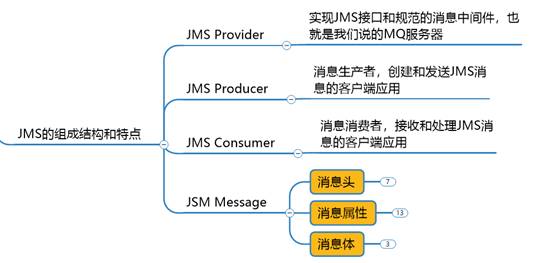 JMS的组成结构和特点
JMS Provider
实现JMS接口和规范的消息中间件，也
就是我们说的MQ服务器
JMS Producer
消息生产者，创建和发送JMS消
息的客户端应用
JMS Consumer
消息消费者，接收和处理JMS消
息的客户端应用
JSM Message
消息头
7
消息属性
13
消息体
3